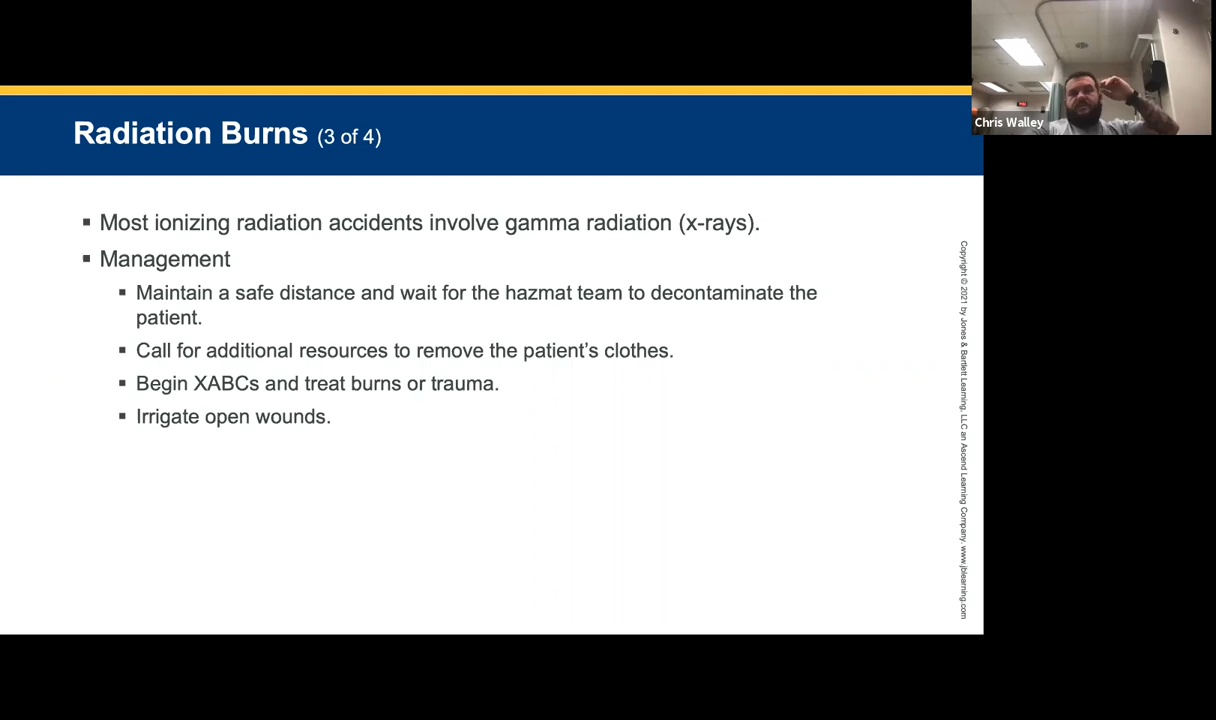 Radiation Burns (3 of 4)
▪ Most ionizing radiation accidents involve gamma radiation (x-rays).
▪ Management
▪ Maintain a safe distance and wait for the hazmat team to decontaminate the
patient.
▪ Call for additional resources to remove the patient’s clothes.
▪ Begin XABCs and treat burns or trauma.
▪ Irrigate open wounds.
Copyright © 2021 by Jones & Bartlett Learning, LLC an Ascend Learning Company. www.jblearning.com
Chris Walley